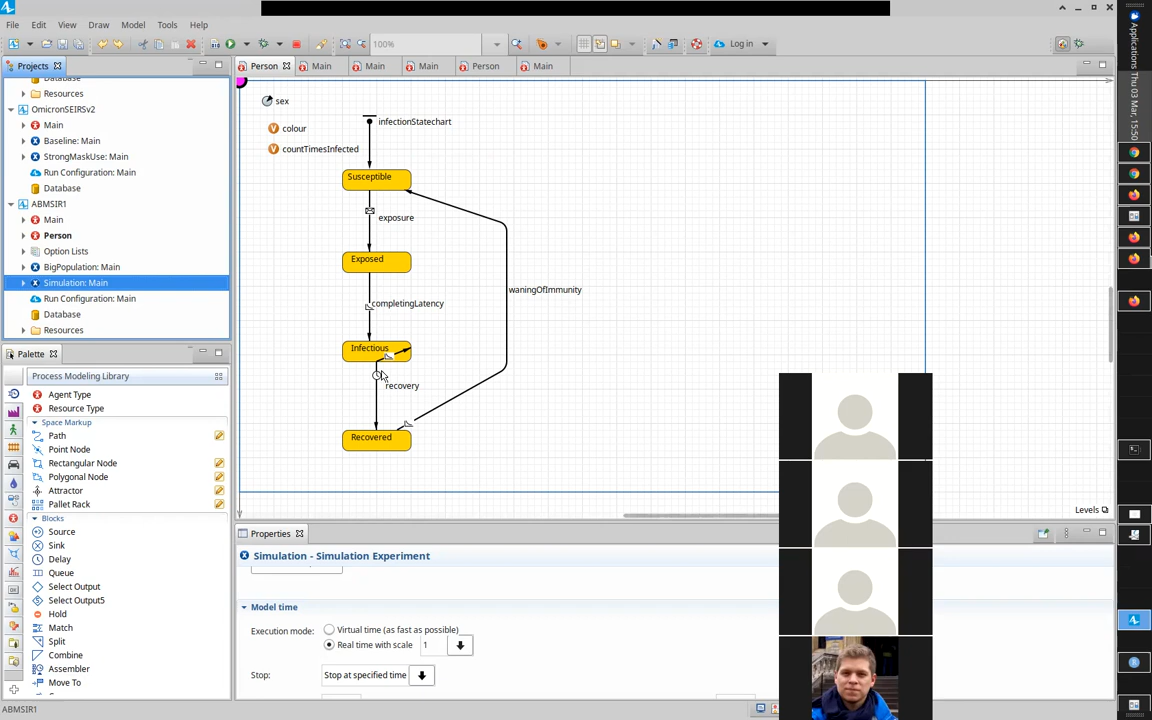 File Edit View Draw Model Tools Help
100%
Log in
Projects
Database
Resources
OmicronSEIRSv2
Main
Baseline: Main
StrongMaskUse: Main
Run Configuration: Main
Database
ABMSIR1
Main
Person
Option Lists
BigPopulation: Main
Simulation: Main
Run Configuration: Main
Database
Resources
Palette
Process Modeling Library
Agent Type
Resource Type
Space Markup
Path
Point Node
Rectangular Node
Polygonal Node
Attractor
Pallet Rack
Blocks
Source
Sink
Delay
Queue
Select Output
Select Output5
Hold
Match
Split
Combine
Assembler
Move To
ABMSIR1
Person Main Main Main Person Main
sex
colour
countTimesInfected
infectionStatechart
Susceptible
exposure
Exposed
waningOfImmunity
completingLatency
Infectious
recovery
Recovered
Levels
Properties
Simulation - Simulation Experiment
Model time
Execution mode:
Virtual time (as fast as possible)
Real time with scale 1
Stop:
Stop at specified time
Applications
Thu 03 Mar, 15:50